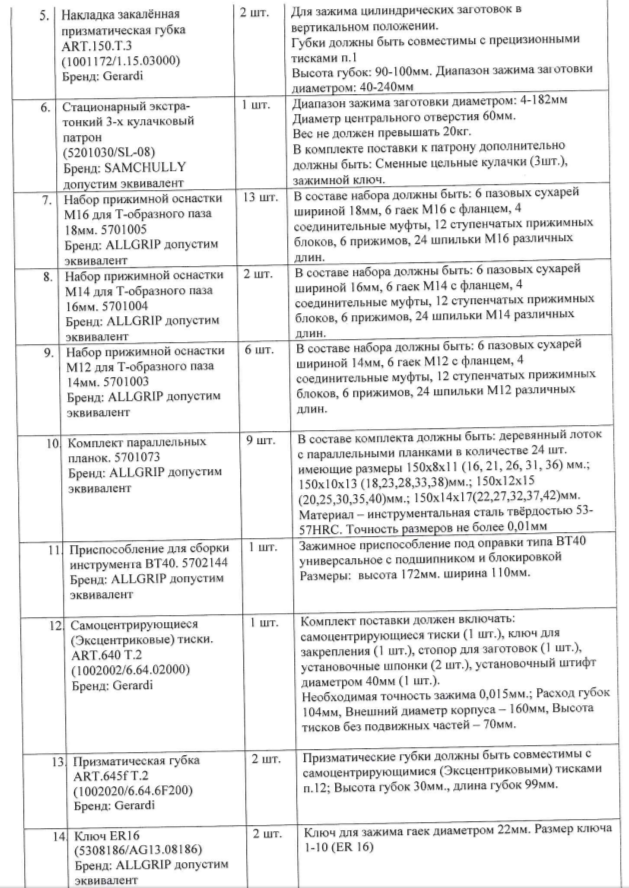 5. Накладка закалённая
призматическая губка
ART.150.T.3
(1001172/1.15.03000)
Бренд: Gerardi
2 шт.
Для зажима цилиндрических заготовок в
вертикальном положении.
Губки должны быть совместимы с прецизионными
тисками п.1
Высота губок: 90-100мм. Диапазон зажима заготовки
диаметром: 40-240мм
6. Стационарный экстра-
тонкий 3-х кулачковый
патрон
(5201030/SL-08)
Бренд: SAMCHULLY
допустим эквивалент
1 шт.
Диапазон зажима заготовки диаметром: 4-182мм
Диаметр центрального отверстия 60мм.
Вес не должен превышать 20кг.
В комплекте поставки к патрону дополнительно
должны быть: Сменные цельные кулачки (3шт.),
зажимной ключ.
7. Набор прижимной оснастки
М16 для Т-образного паза
18мм. 5701005
Бренд: ALLGRIP допустим
эквивалент
13 шт.
В составе набора должны быть: 6 пазовых сухарей
шириной 18мм, 6 гаек М16 с фланцем, 4
соединительные муфты, 12 ступенчатых прижимных
блоков, 6 прижимов, 24 шпильки М16 различных
длин.
8. Набор прижимной оснастки
М14 для Т-образного паза
16мм. 5701004
Бренд: ALLGRIP допустим
эквивалент
2 шт.
В составе набора должны быть: 6 пазовых сухарей
шириной 16мм, 6 гаек М14 с фланцем, 4
соединительные муфты, 12 ступенчатых прижимных
блоков, 6 прижимов, 24 шпильки М14 различных
длин.
9. Набор прижимной оснастки
М12 для Т-образного паза
14мм. 5701003
Бренд: ALLGRIP допустим
эквивалент
6 шт.
В составе набора должны быть: 6 пазовых сухарей
шириной 14мм, 6 гаек М12 с фланцем, 4
соединительные муфты, 12 ступенчатых прижимных
блоков, 6 прижимов, 24 шпильки М12 различных
длин.
10. Комплект параллельных
планок. 5701073
Бренд: ALLGRIP допустим
эквивалент
9 шт.
В составе комплекта должны быть: деревянный лоток
с параллельными планками в количестве 24 шт.
имеющие размеры 150х8х11 (16, 21, 26, 31, 36) мм.;
150х10х13 (18,23,28,33,38)мм.; 150х12х15
(20,25,30,35,40)мм.; 150х14х17(22,27,32,37,42)мм.
Материал – инструментальная сталь твёрдостью 53-
57HRC. Точность размеров не более 0,01мм
11. Приспособление для сборки
инструмента ВТ40. 5702144
Бренд: ALLGRIP допустим
эквивалент
1 шт.
Зажимное приспособление под оправки типа ВТ40
универсальное с подшипником и блокировкой
Размеры: высота 172мм. ширина 110мм.
12. Самоцентрирующиеся
(Эксцентриковые) тиски.
ART.640 T.2
(1002002/6.64.02000)
Бренд: Gerardi
1 шт.
Комплект поставки должен включать:
самоцентрирующиеся тиски (1 шт.), ключ для
закрепления (1 шт.), стопор для заготовок (1 шт.),
установочные шпонки (2 шт.), установочный штифт
диаметром 40мм (1 шт.).
Необходимая точность зажима 0,015мм.; Расход губок
104мм, Внешний диаметр корпуса – 160мм, Высота
тисков без подвижных частей – 70мм.
13. Призматическая губка
ART.645f T.2
(1002020/6.64.6F200)
Бренд: Gerardi
2 шт.
Призматические губки должны быть совместимы с
самоцентрирующимися (Эксцентриковыми) тисками
п.12; Высота губок 30мм., длина губок 99мм.
14. Ключ ER16
(5308186/AG13.08186)
Бренд: ALLGRIP допустим
эквивалент
2 шт.
Ключ для зажима гаек диаметром 22мм. Размер ключа
1-10 (ER 16)